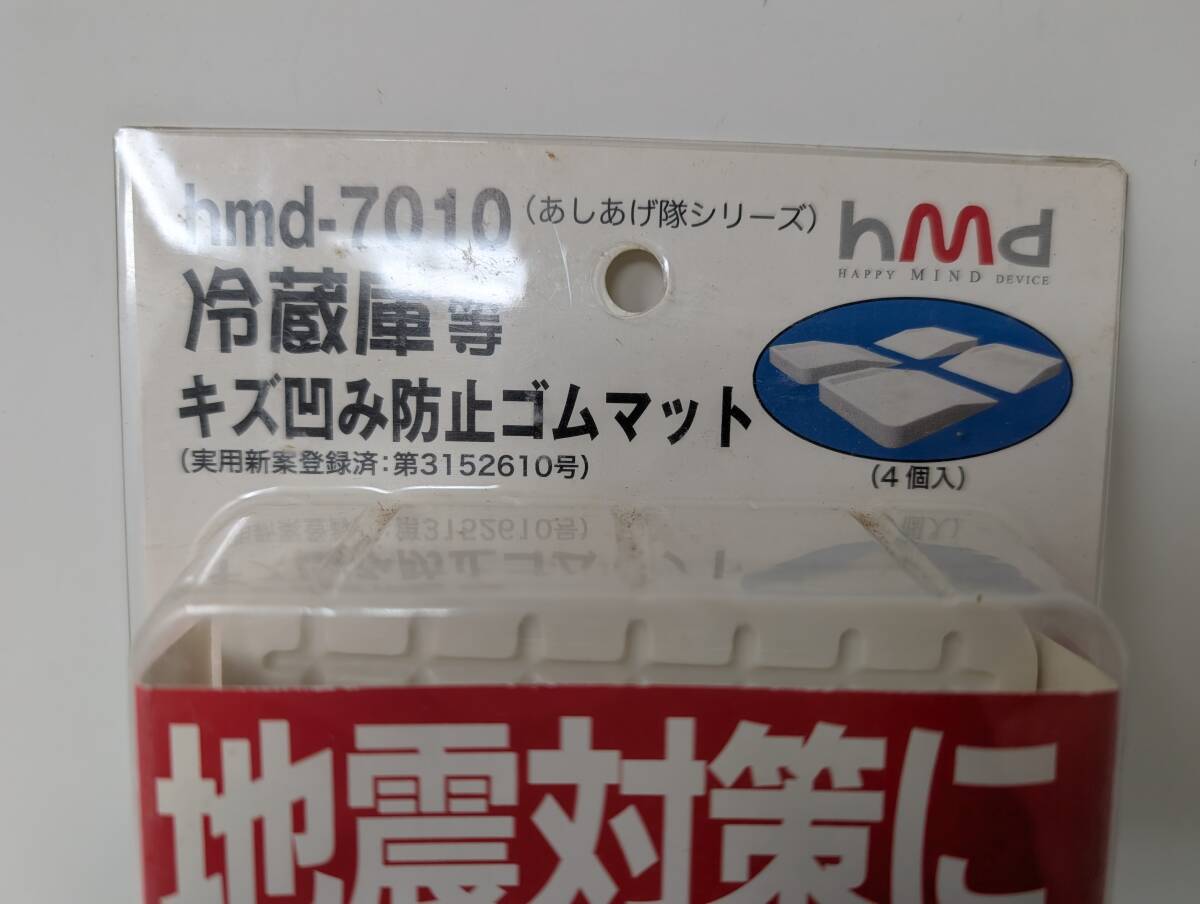 hmd-7010(あしあげ隊シリーズ)
hMd
HAPPY MIND DEVICE
冷蔵庫等
キズ凹み防止ゴムマット
(実用新案登録済:第3152610号)
(4個入)
地震対策に